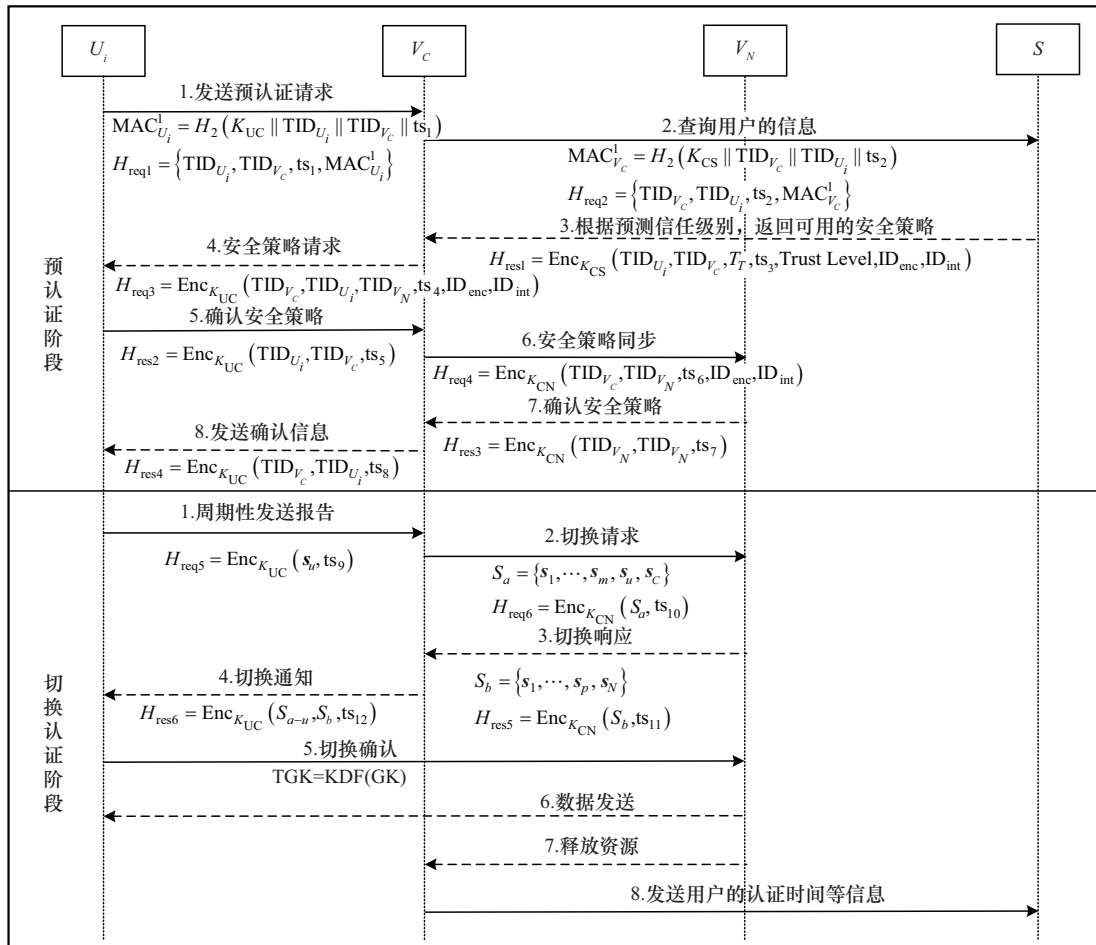 U_i
V_C
V_N
S
1.发送预认证请求
MAC^1_{U_i} = H_2(K_UC || TID_{U_i} || TID_{V_C} || ts_1)
2.查询用户的信息
H_req1 = {TID_{U_i},TID_{V_C},ts_1,MAC^1_{U_i}}
MAC^1_{V_C} = H_2(K_CS || TID_{V_C} || TID_{U_i} || ts_2)
H_req2 = {TID_{V_C},TID_{U_i},ts_2,MAC^1_{V_C}}
3.根据预测信任级别，返回可用的安全策略
4.安全策略请求
H_res1 = Enc_{K_CS}(TID_{U_i},TID_{V_C},T_T,ts_3,Trust Level,ID_enc,ID_int)
H_req3 = Enc_{K_UC}(TID_{V_C},TID_{U_i},TID_{V_N},ts_4,ID_enc,ID_int)
预认证阶段
5.确认安全策略
6.安全策略同步
H_res2 = Enc_{K_UC}(TID_{U_i},TID_{V_C},ts_5)
H_req4 = Enc_{K_CN}(TID_{V_C},TID_{V_N},ts_6,ID_enc,ID_int)
7.确认安全策略
8.发送确认信息
H_res3 = Enc_{K_CN}(TID_{V_N},TID_{V_N},ts_7)
H_res4 = Enc_{K_UC}(TID_{V_C},TID_{U_i},ts_8)
1.周期性发送报告
2.切换请求
H_req5 = Enc_{K_UC}(s_u,ts_9)
S_a = {s_1,⋯,s_m,s_u,s_C}
H_req6 = Enc_{K_CN}(S_a,ts_10)
3.切换响应
4.切换通知
S_b = {s_1,⋯,s_p,s_N}
切换认证阶段
H_res6 = Enc_{K_UC}(S_{a−u},S_b,ts_12)
H_res5 = Enc_{K_CN}(S_b,ts_11)
5.切换确认
TGK=KDF(GK)
6.数据发送
7.释放资源
8.发送用户的认证时间等信息